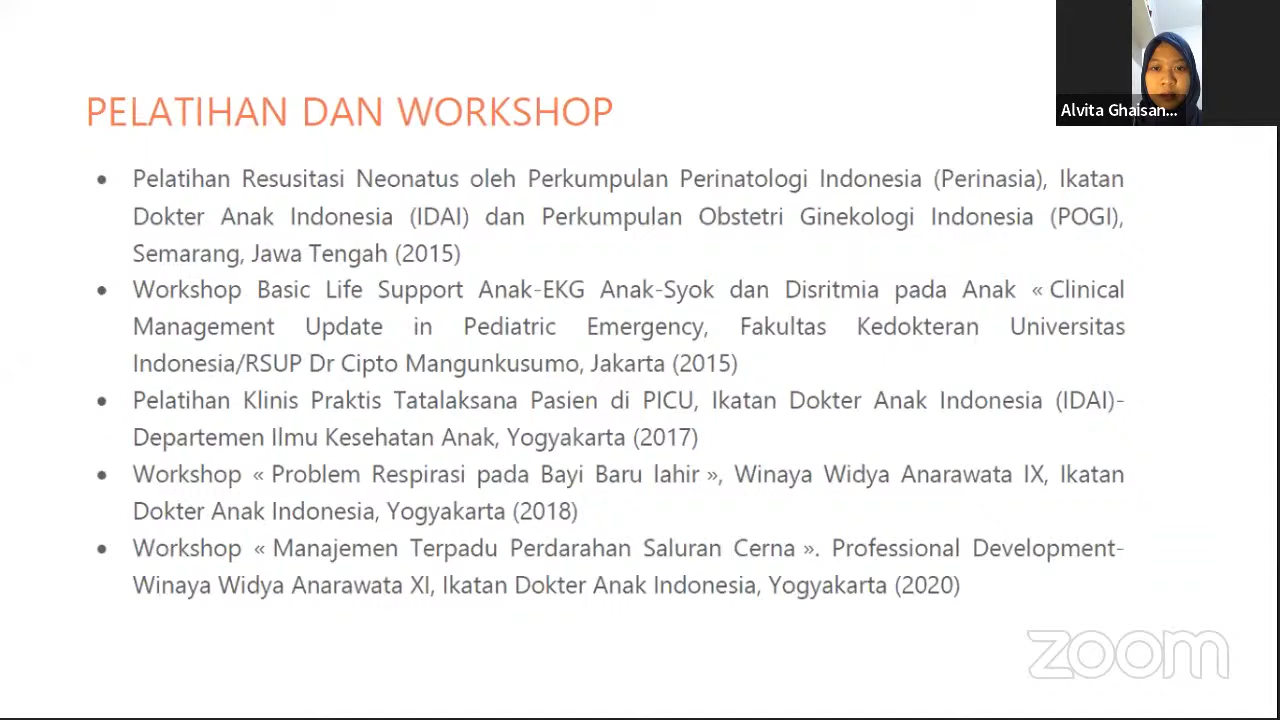 PELATIHAN DAN WORKSHOP
Alvita Ghaisan...
• Pelatihan Resusitasi Neonatus oleh Perkumpulan Perinatologi Indonesia (Perinasia), Ikatan
Dokter Anak Indonesia (IDAI) dan Perkumpulan Obstetri Ginekologi Indonesia (POGI),
Semarang, Jawa Tengah (2015)
• Workshop Basic Life Support Anak-EKG Anak-Syok dan Disritmia pada Anak « Clinical
Management Update in Pediatric Emergency, Fakultas Kedokteran Universitas
Indonesia/RSUP Dr Cipto Mangunkusumo, Jakarta (2015)
• Pelatihan Klinis Praktis Tatalaksana Pasien di PICU, Ikatan Dokter Anak Indonesia (IDAI)-
Departemen Ilmu Kesehatan Anak, Yogyakarta (2017)
• Workshop « Problem Respirasi pada Bayi Baru lahir », Winaya Widya Anarawata IX, Ikatan
Dokter Anak Indonesia, Yogyakarta (2018)
• Workshop « Manajemen Terpadu Perdarahan Saluran Cerna ». Professional Development-
Winaya Widya Anarawata XI, Ikatan Dokter Anak Indonesia, Yogyakarta (2020)
zoom